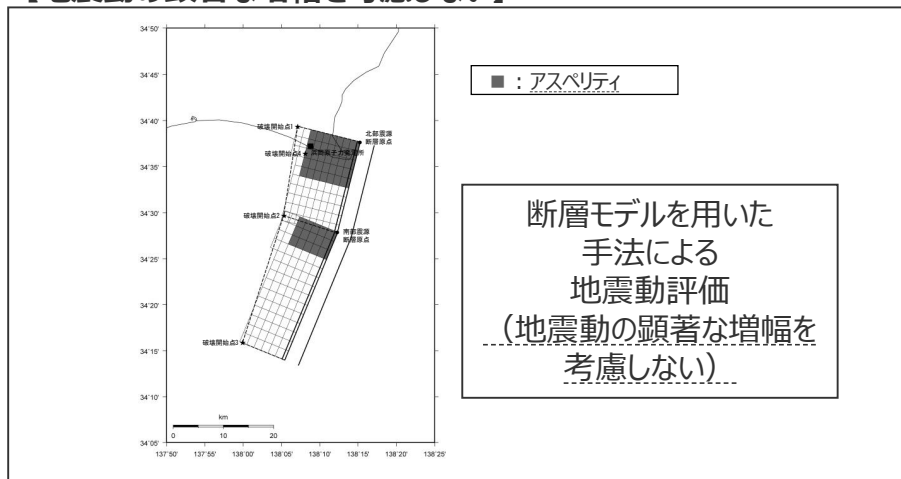 【地震動の顕著な増幅を考慮しない】
34˚50'
34˚45'
34˚40'
34˚35'
34˚30'
34˚25'
34˚20'
34˚15'
34˚10'
34˚05'
137˚50'
137˚55'
138˚00'
138˚05'
138˚10'
138˚15'
138˚20'
138˚25'
破壊開始点1
北部震源
断層原点
破壊開始点4
破壊開始点2
南部震源
断層原点
破壊開始点3
km
0
10
20
■：アスペリティ
断層モデルを用いた
手法による
地震動評価
（地震動の顕著な増幅を
考慮しない）